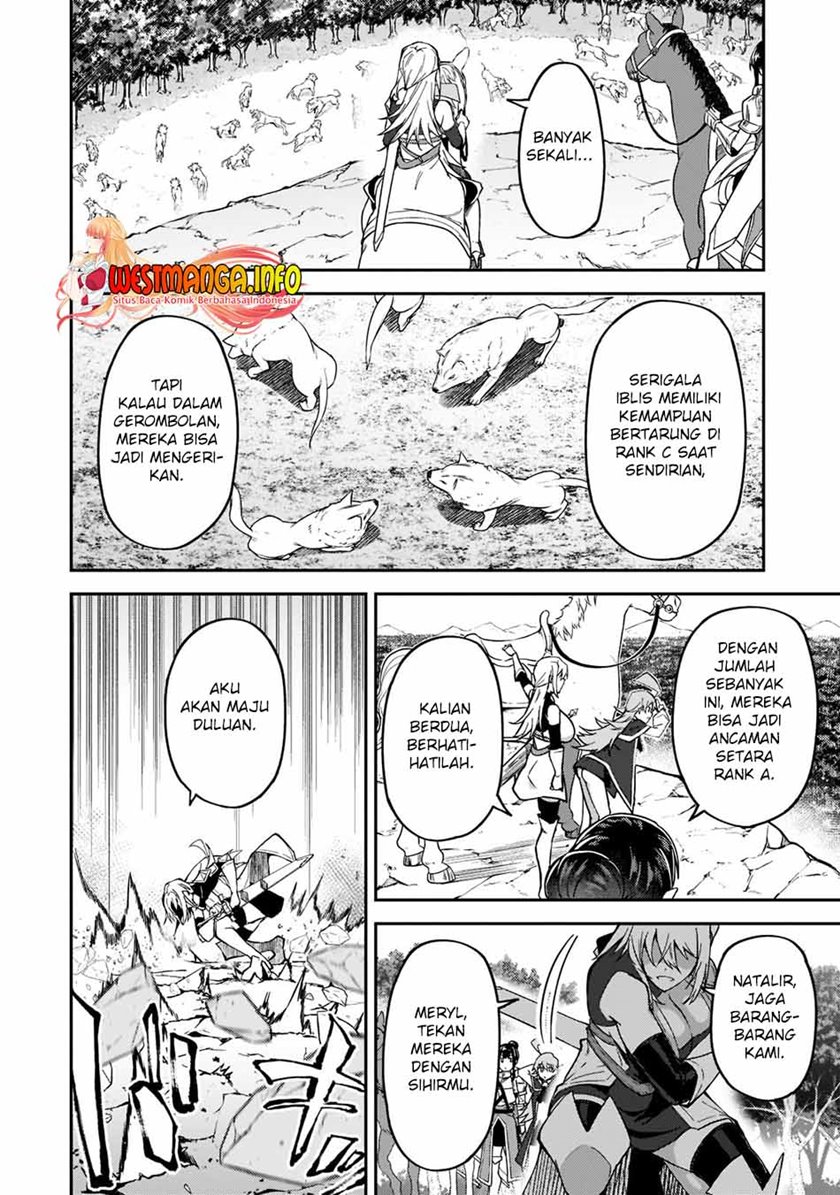 BANYAK
SEKALI...
WESTMANGA.INFO
Situs Baca Komik Berbahasa Indonesia
SERIGALA
IBLIS MEMILIKI
KEMAMPUAN
BERTARUNG DI
RANK C SAAT
SENDIRIAN,
TAPI
KALAU DALAM
GEROMBOLAN,
MEREKA BISA
JADI MENGERI-
KAN.
DENGAN
JUMLAH
SEBANYAK
INI, MEREKA
BISA JADI
ANCAMAN
SETARA
RANK A.
KALIAN
BERDUA,
BERHATI-
HATILAH.
AKU
AKAN MAJU
DULUAN.
NATALIR,
JAGA
BARANG-
BARANG
KAMI.
MERYL,
TEKAN
MEREKA
DENGAN
SIHIRMU.